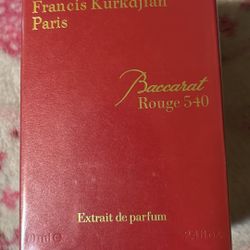 Francis Kurkdjian
Paris
Baccarat
Rouge 540
Extrait de parfum